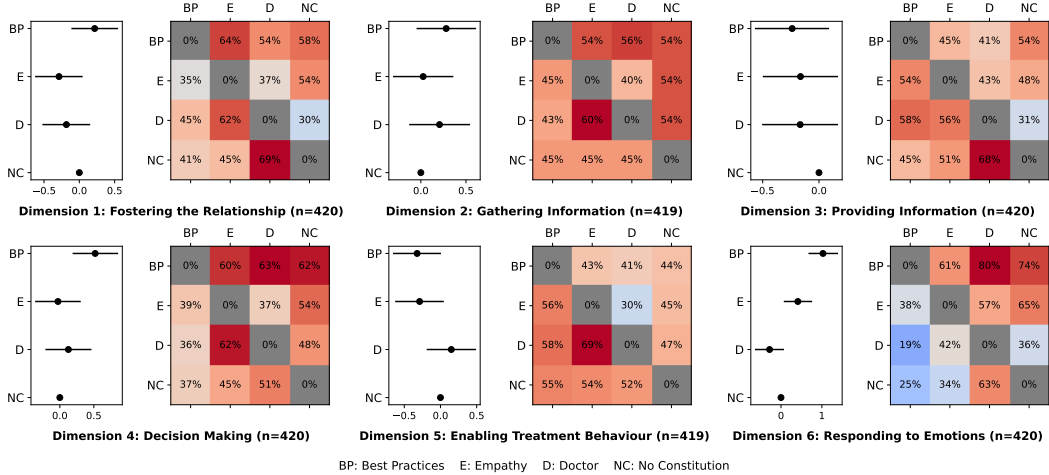 BP E D NC
BP 0% 64% 54% 58%
E 35% 0% 37% 54%
D 45% 62% 0% 30%
NC 41% 45% 69% 0%
−0.5 0.0 0.5
Dimension 1: Fostering the Relationship (n=420)
BP E D NC
BP 0% 54% 56% 54%
E 45% 0% 40% 54%
D 43% 60% 0% 54%
NC 45% 45% 45% 0%
0.0 0.5
Dimension 2: Gathering Information (n=419)
BP E D NC
BP 0% 45% 41% 54%
E 54% 0% 43% 48%
D 58% 56% 0% 31%
NC 45% 51% 68% 0%
−0.5 0.0
Dimension 3: Providing Information (n=420)
BP E D NC
BP 0% 60% 63% 62%
E 39% 0% 37% 54%
D 36% 62% 0% 48%
NC 37% 45% 51% 0%
0.0 0.5
Dimension 4: Decision Making (n=420)
BP E D NC
BP 0% 43% 41% 44%
E 56% 0% 30% 45%
D 58% 69% 0% 47%
NC 55% 54% 52% 0%
−0.5 0.0
Dimension 5: Enabling Treatment Behaviour (n=419)
BP E D NC
BP 0% 61% 80% 74%
E 38% 0% 57% 65%
D 19% 42% 0% 36%
NC 25% 34% 63% 0%
0 1
Dimension 6: Responding to Emotions (n=420)
BP: Best Practices E: Empathy D: Doctor NC: No Constitution